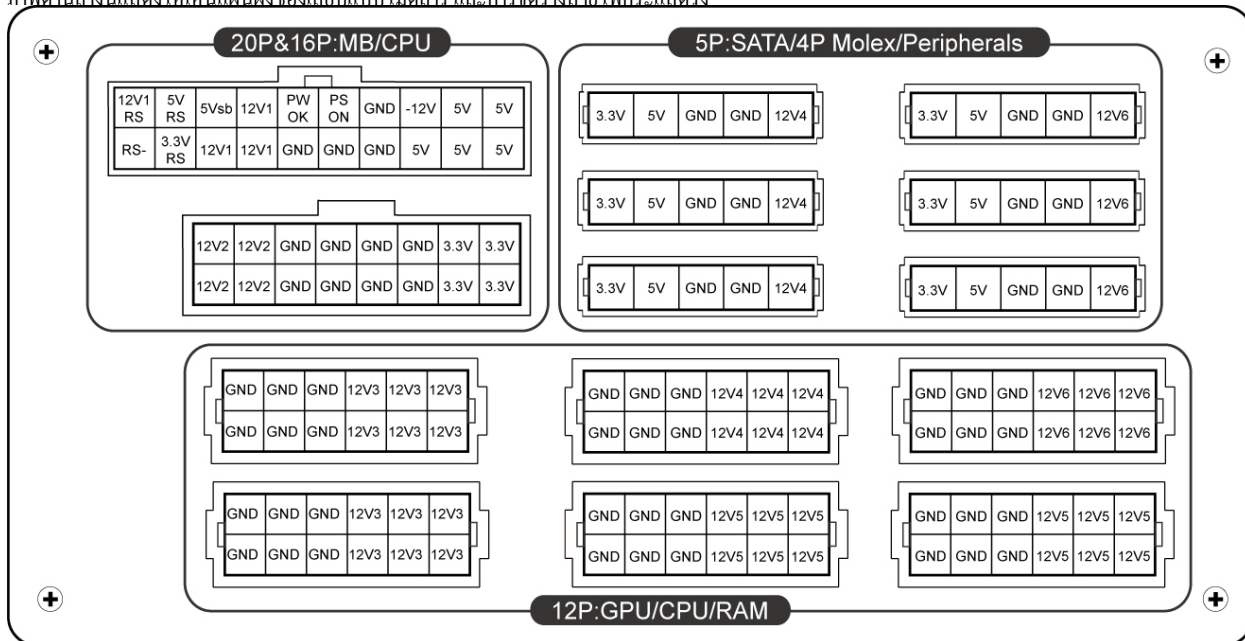 20P&16P:MB/CPU
12V1 RS 5V RS 5Vsb 12V1 PW OK PS ON GND -12V 5V 5V
RS- 3.3V RS 12V1 12V1 GND GND GND 5V 5V 5V
12V2 12V2 GND GND GND GND 3.3V 3.3V
12V2 12V2 GND GND GND GND 3.3V 3.3V
5P:SATA/4P Molex/Peripherals
3.3V 5V GND GND 12V4
3.3V 5V GND GND 12V6
3.3V 5V GND GND 12V4
3.3V 5V GND GND 12V6
3.3V 5V GND GND 12V4
3.3V 5V GND GND 12V6
GND GND GND 12V3 12V3 12V3
GND GND GND 12V3 12V3 12V3
GND GND GND 12V4 12V4 12V4
GND GND GND 12V4 12V4 12V4
GND GND GND 12V6 12V6 12V6
GND GND GND 12V6 12V6 12V6
GND GND GND 12V3 12V3 12V3
GND GND GND 12V3 12V3 12V3
GND GND GND 12V5 12V5 12V5
GND GND GND 12V5 12V5 12V5
GND GND GND 12V5 12V5 12V5
GND GND GND 12V5 12V5 12V5
12P:GPU/CPU/RAM